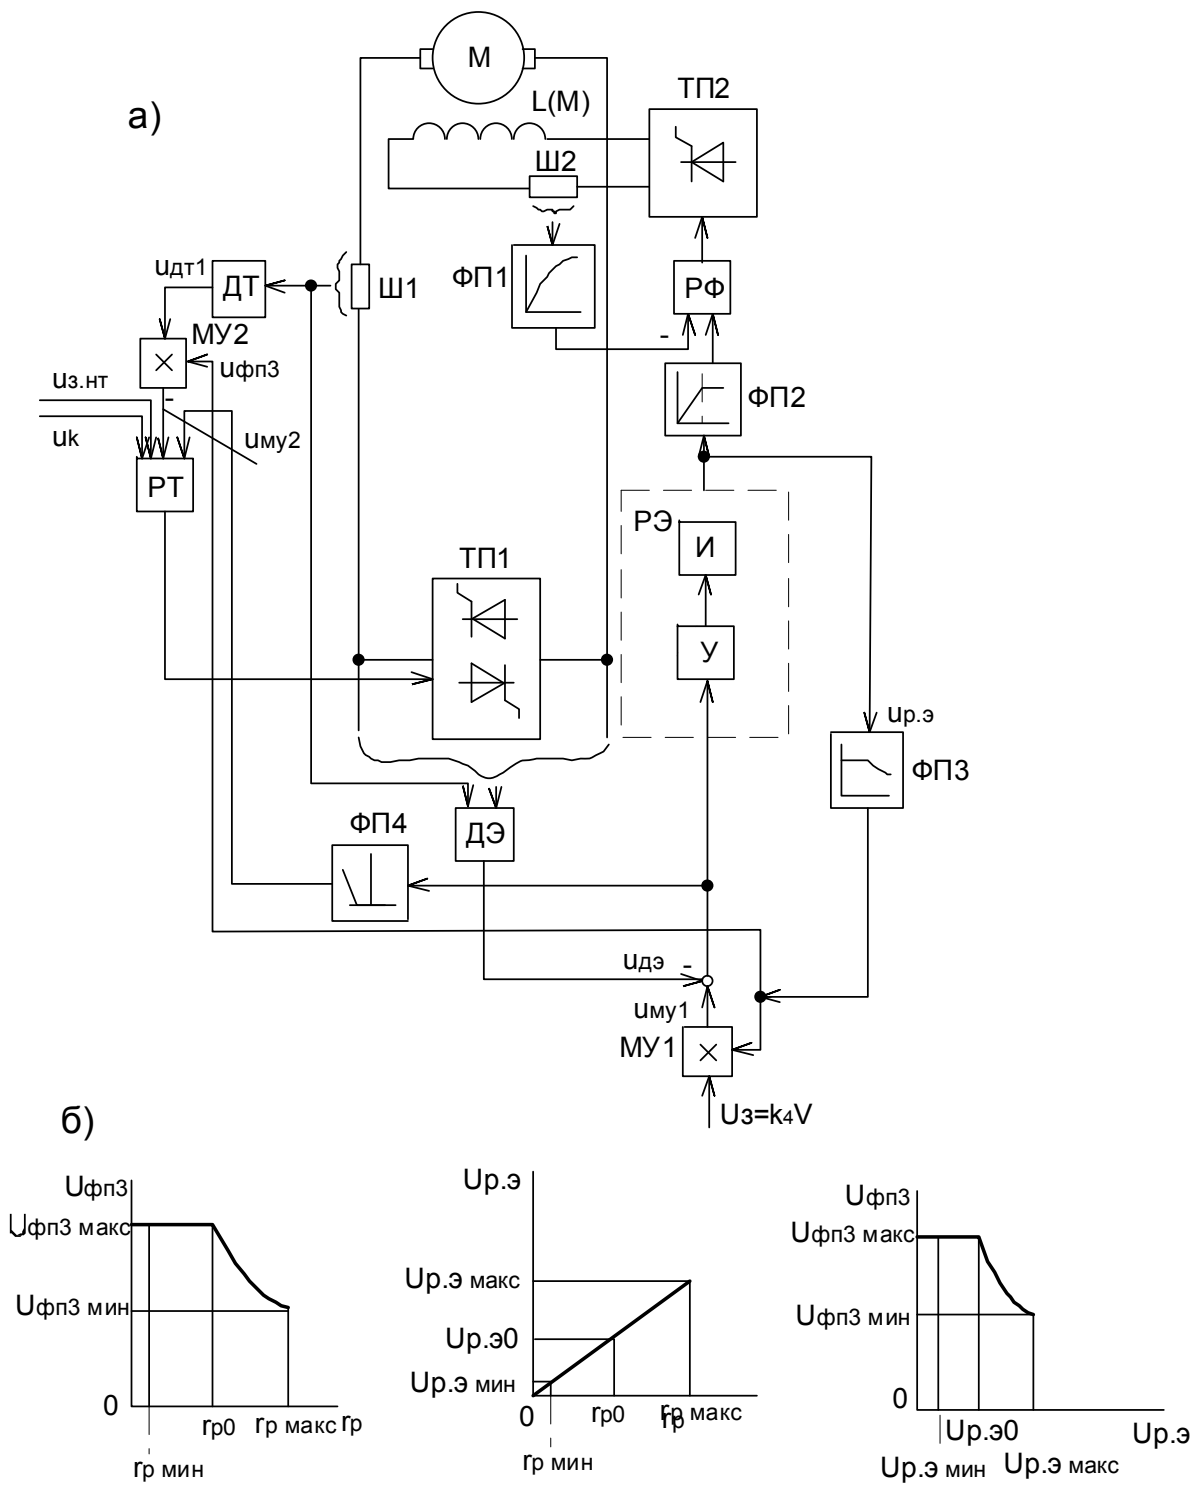 М
а)
L(М)
ТП2
Ш2
ФП1
uдт1
ДТ
Ш1
РФ
-
МУ2
×
uфп3
ФП2
uз.нт
-
uk
uму2
РТ
РЭ
И
ТП1
У
uр.э
ФП3
ФП4
ДЭ
uдэ
-
uму1
МУ1
×
Uз=k4V
б)
Uфп3
Uфп3 макс
Uфп3 мин
0
rр0
rр макс
rр
rр мин
Uр.э
Uр.э макс
Uр.э0
Uр.э мин
0
rр0
rр
rр макс
rр мин
Uфп3
Uфп3 макс
Uфп3 мин
0
Uр.э0
Uр.э
Uр.э мин
Uр.э макс